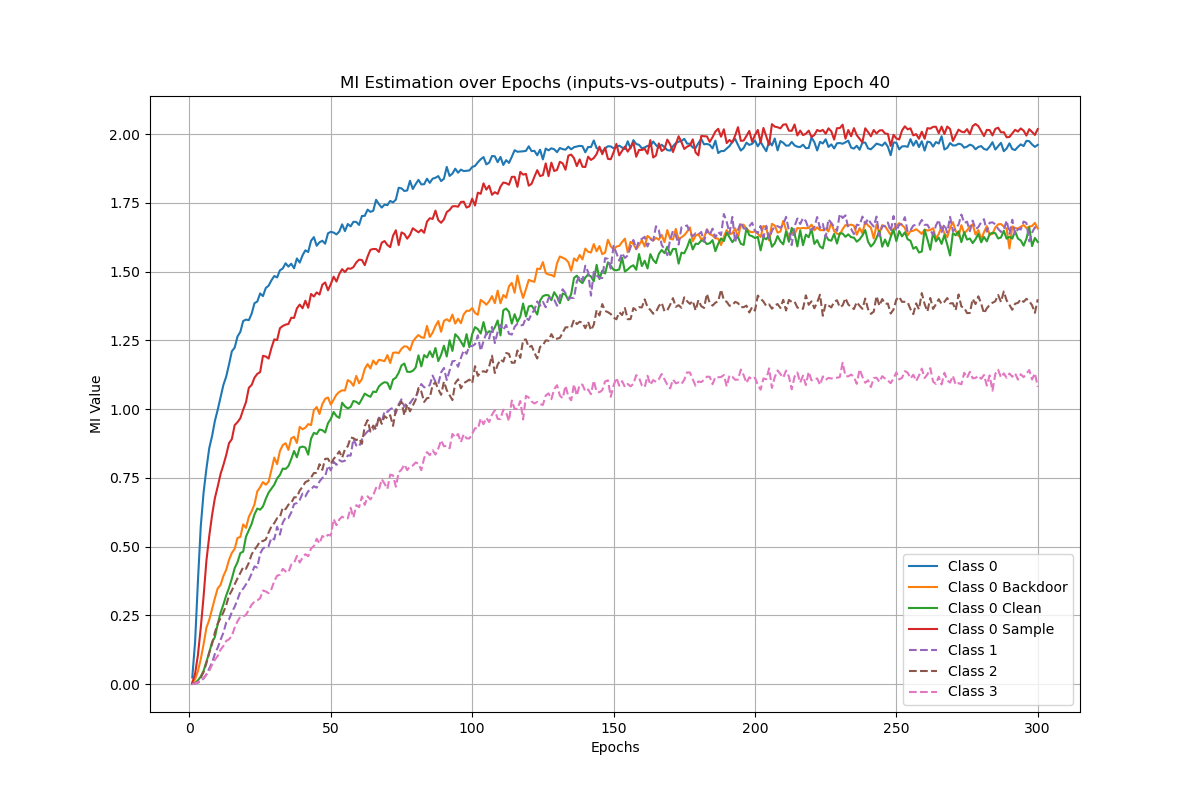 MI Estimation over Epochs (inputs-vs-outputs) - Training Epoch 40
MI Value
2.00
1.75
1.50
1.25
1.00
0.75
0.50
0.25
0.00
0 50 100 150 200 250 300
Epochs
Class 0
Class 0 Backdoor
Class 0 Clean
Class 0 Sample
Class 1
Class 2
Class 3